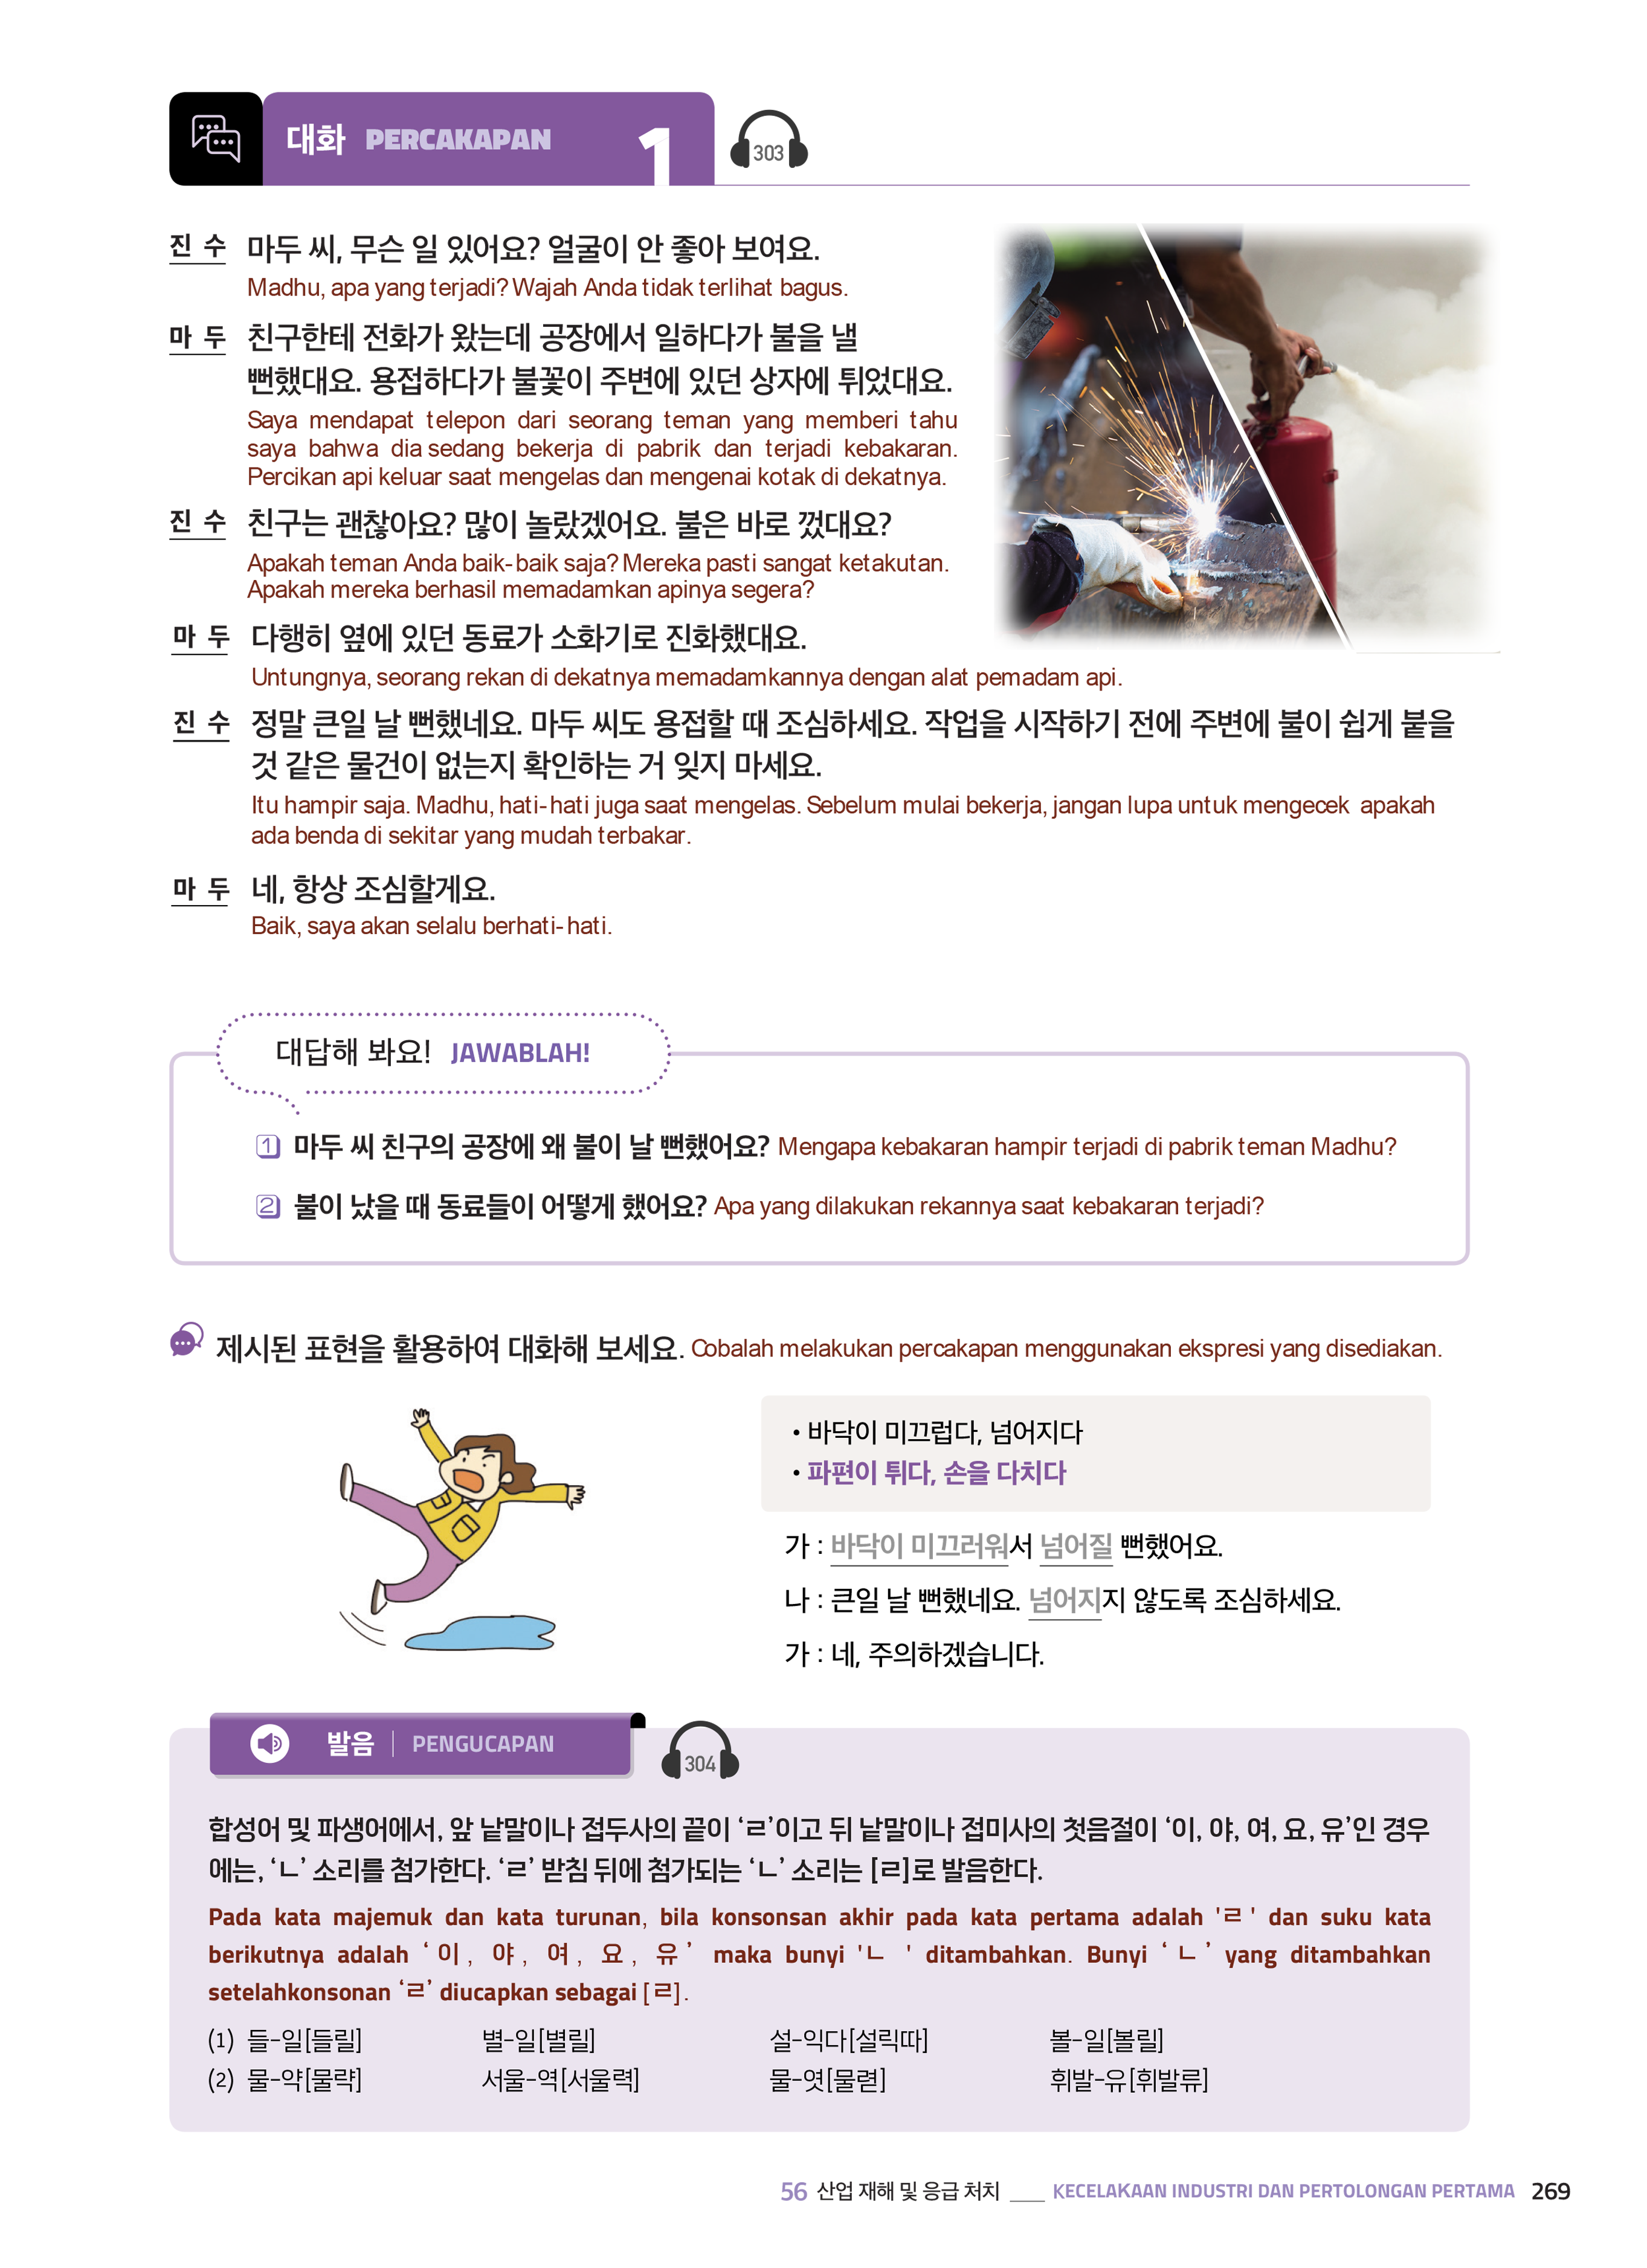 대화 PERCAKAPAN 1 303
진 수 마두 씨, 무슨 일 있어요? 얼굴이 안 좋아 보여요.
Madhu, apa yang terjadi? Wajah Anda tidak terlihat bagus.
마 두 친구한테 전화가 왔는데 공장에서 일하다가 불을 낼
뻔했대요. 용접하다가 불꽃이 주변에 있던 상자에 튀었대요.
Saya mendapat telepon dari seorang teman yang memberi tahu
saya bahwa dia sedang bekerja di pabrik dan terjadi kebakaran.
Percikan api keluar saat mengelas dan mengenai kotak di dekatnya.
진 수 친구는 괜찮아요? 많이 놀랐겠어요. 불은 바로 껐대요?
Apakah teman Anda baik-baik saja? Mereka pasti sangat ketakutan.
Apakah mereka berhasil memadamkan apinya segera?
마 두 다행히 옆에 있던 동료가 소화기로 진화했대요.
Untungnya, seorang rekan di dekatnya memadamkannya dengan alat pemadam api.
진 수 정말 큰일 날 뻔했네요. 마두 씨도 용접할 때 조심하세요. 작업을 시작하기 전에 주변에 불이 쉽게 붙을
것 같은 물건이 없는지 확인하는 거 잊지 마세요.
Itu hampir saja. Madhu, hati-hati juga saat mengelas. Sebelum mulai bekerja, jangan lupa untuk mengecek apakah
ada benda di sekitar yang mudah terbakar.
마 두 네, 항상 조심할게요.
Baik, saya akan selalu berhati-hati.
대답해 봐요! JAWABLAH!
1 마두 씨 친구의 공장에 왜 불이 날 뻔했어요? Mengapa kebakaran hampir terjadi di pabrik teman Madhu?
2 불이 났을 때 동료들이 어떻게 했어요? Apa yang dilakukan rekannya saat kebakaran terjadi?
제시된 표현을 활용하여 대화해 보세요. Cobalah melakukan percakapan menggunakan ekspresi yang disediakan.
• 바닥이 미끄럽다, 넘어지다
• 파편이 튀다, 손을 다치다
가 : 바닥이 미끄러워서 넘어질 뻔했어요.
나 : 큰일 날 뻔했네요. 넘어지지 않도록 조심하세요.
가 : 네, 주의하겠습니다.
발음 PENGUCAPAN 304
합성어 및 파생어에서, 앞 낱말이나 접두사의 끝이 ‘ㄹ’이고 뒤 낱말이나 접미사의 첫음절이 ‘이, 야, 여, 요, 유’인 경우
에는, ‘ㄴ’ 소리를 첨가한다. ‘ㄹ’ 받침 뒤에 첨가되는 ‘ㄴ’ 소리는 [ㄹ]로 발음한다.
Pada kata majemuk dan kata turunan, bila konsonsan akhir pada kata pertama adalah 'ㄹ' dan suku kata
berikutnya adalah ‘이, 야, 여, 요, 유’ maka bunyi 'ㄴ ' ditambahkan. Bunyi ‘ㄴ’ yang ditambahkan
setelahkonsonan ‘ㄹ’ diucapkan sebagai [ㄹ].
(1) 들-일[들릴] 별-일[별릴] 설-익다[설릭따] 볼-일[볼릴]
(2) 물-약[물략] 서울-역[서울력] 물-엿[물련] 휘발-유[휘발류]
56 산업 재해 및 응급 처치 ___ KECELAKAAN INDUSTRI DAN PERTOLONGAN PERTAMA 269